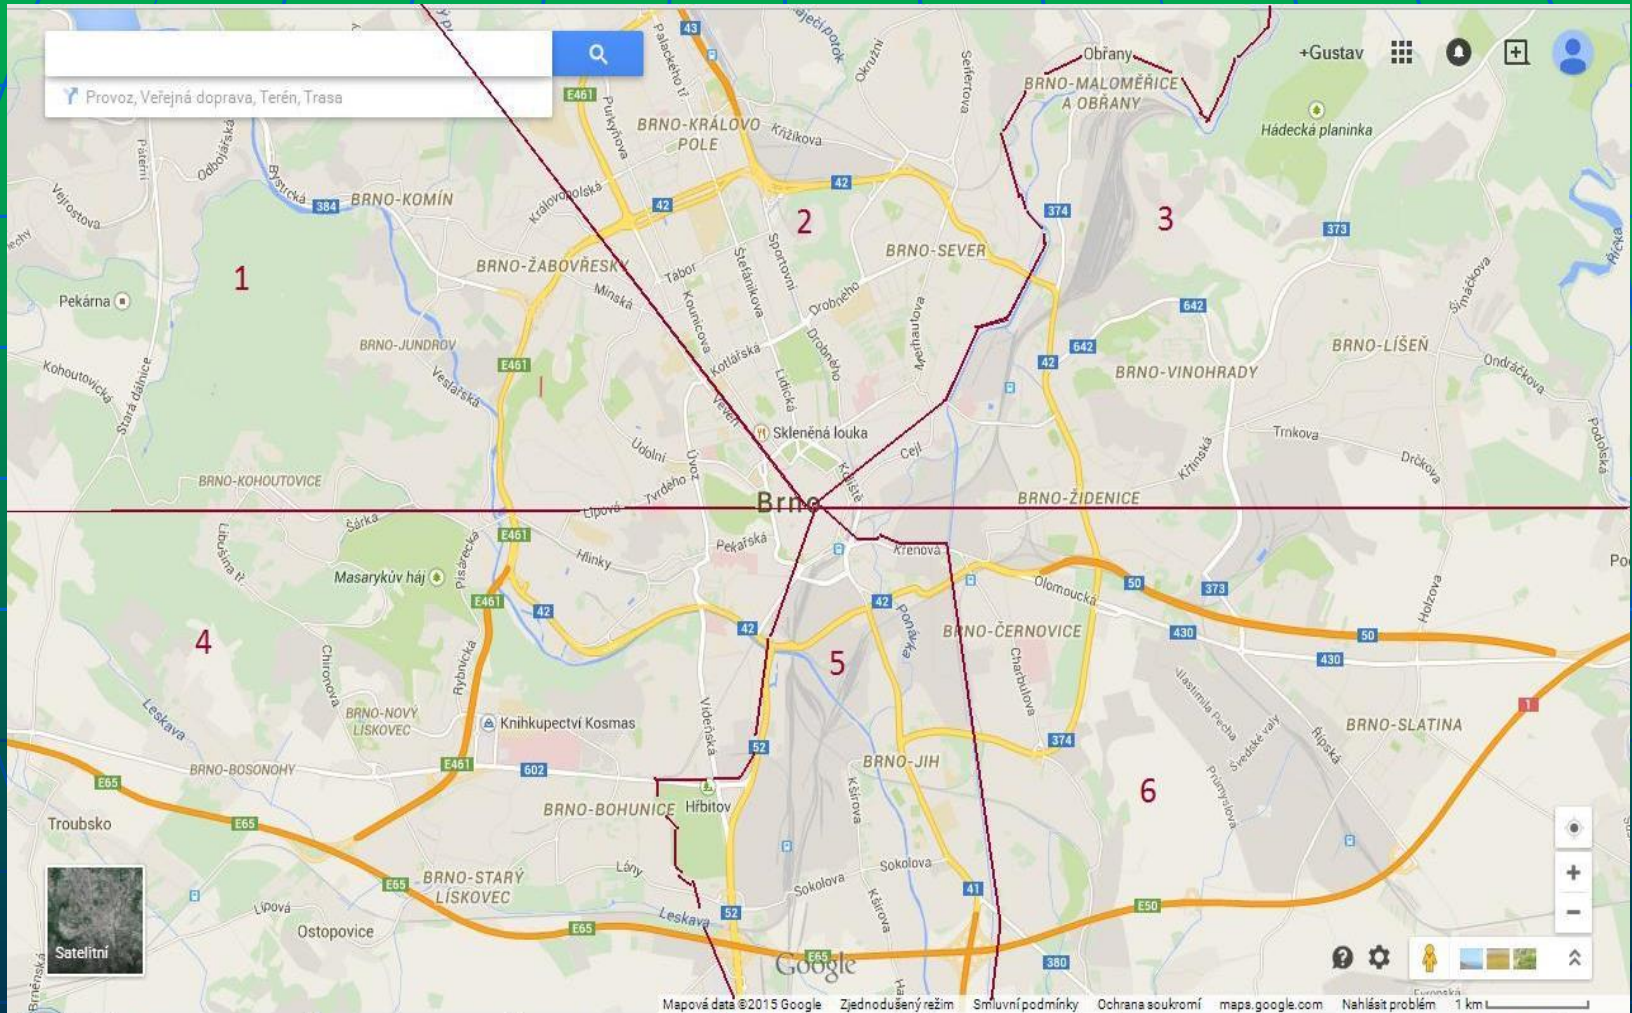 43
Palackého tř.
Okružní
Seifertova
Obřany
+Gustav
BRNO-MALOMĚŘICE
A OBŘANY
Provoz, Veřejná doprava, Terén, Trasa
E461
Purkyňova
BRNO-KRÁLOVO
POLE
Křižíkova
Hádecká planinka
Páteřní
Odbojářská
Bystrcká
384
BRNO-KOMÍN
Vejrostova
Královopolská
42
42
2
374
3
373
Říčka
BRNO-SEVER
BRNO-ŽABOVŘESKY
Tábor
Štefánikova
Sportovní
1
Pekárna
Minská
Kounicova
Drobného
642
Šimáčkova
BRNO-JUNDROV
Kotlářská
Drobného
Merhautova
642
BRNO-LÍŠEŇ
E461
42
BRNO-VINOHRADY
Kohoutovická
Stará dálnice
Veslařská
Lidická
Ondráčkova
Veveří
Skleněná louka
Údolní
Úvoz
Cejl
Trnkova
Křtinská
Drčkova
Podolská
BRNO-KOHOUTOVICE
Tvrdého
Koliště
Lipová
Brno
BRNO-ŽIDENICE
Šárka
Libušina tř.
E461
Pekařská
Křenová
Hlinky
Pisárecká
Masarykův háj
E461
42
42
Olomoucká
50
373
Holzova
42
Ponávka
BRNO-ČERNOVICE
430
50
4
5
430
Rybnická
Chironova
Charbulova
Vlastimila Pecha
Švédské valy
Leskava
BRNO-NOVÝ
LÍSKOVEC
Knihkupectví Kosmas
Vídeňská
1
BRNO-SLATINA
52
374
Řipská
BRNO-BOSONOHY
E461
602
BRNO-JIH
E65
6
Průmyslová
BRNO-BOHUNICE
Hřbitov
Kšírova
Troubsko
E65
Lány
Sokolova
BRNO-STARÝ
LÍSKOVEC
E65
Sokolova
41
Kšírova
E50
Lípová
Leskava
52
Ostopovice
E65
Satelitní
E65
Google
380
Brněnská
Mapová data ©2015 Google Zjednodušený režim Smluvní podmínky Ochrana soukromí maps.google.com Nahlásit problém 1 km